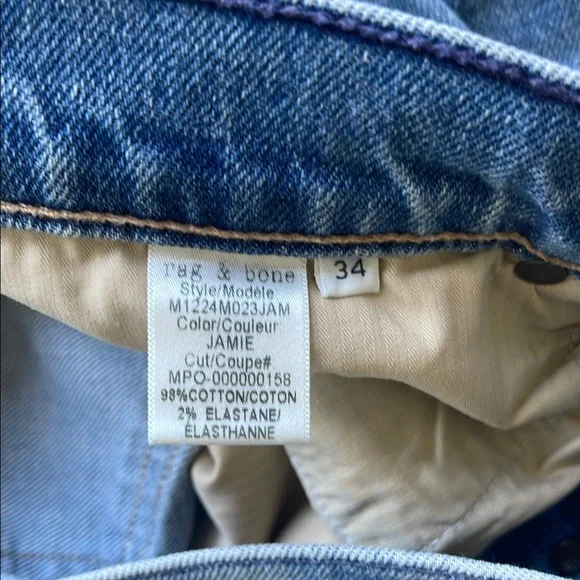 rag & bone
Style/Modèle
M1224M023JAM
Color/Couleur
JAMIE
Cut/Coupe#
MPO-000000158
98%COTTON/COTON
2% ELASTANE/
ÉLASTHANNE
34